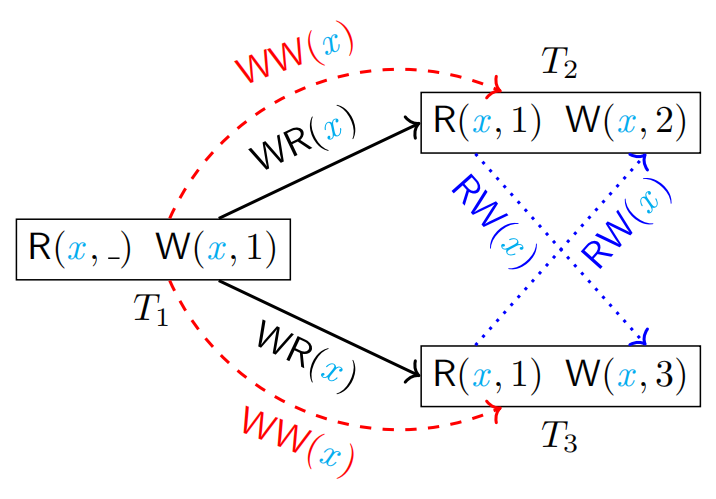 WW(x)
T₂
WR(x)
R(x, 1) W(x, 2)
RW(x)
RW(x)
R(x, _) W(x, 1)
T₁
WR(x)
R(x, 1) W(x, 3)
WW(x)
T₃